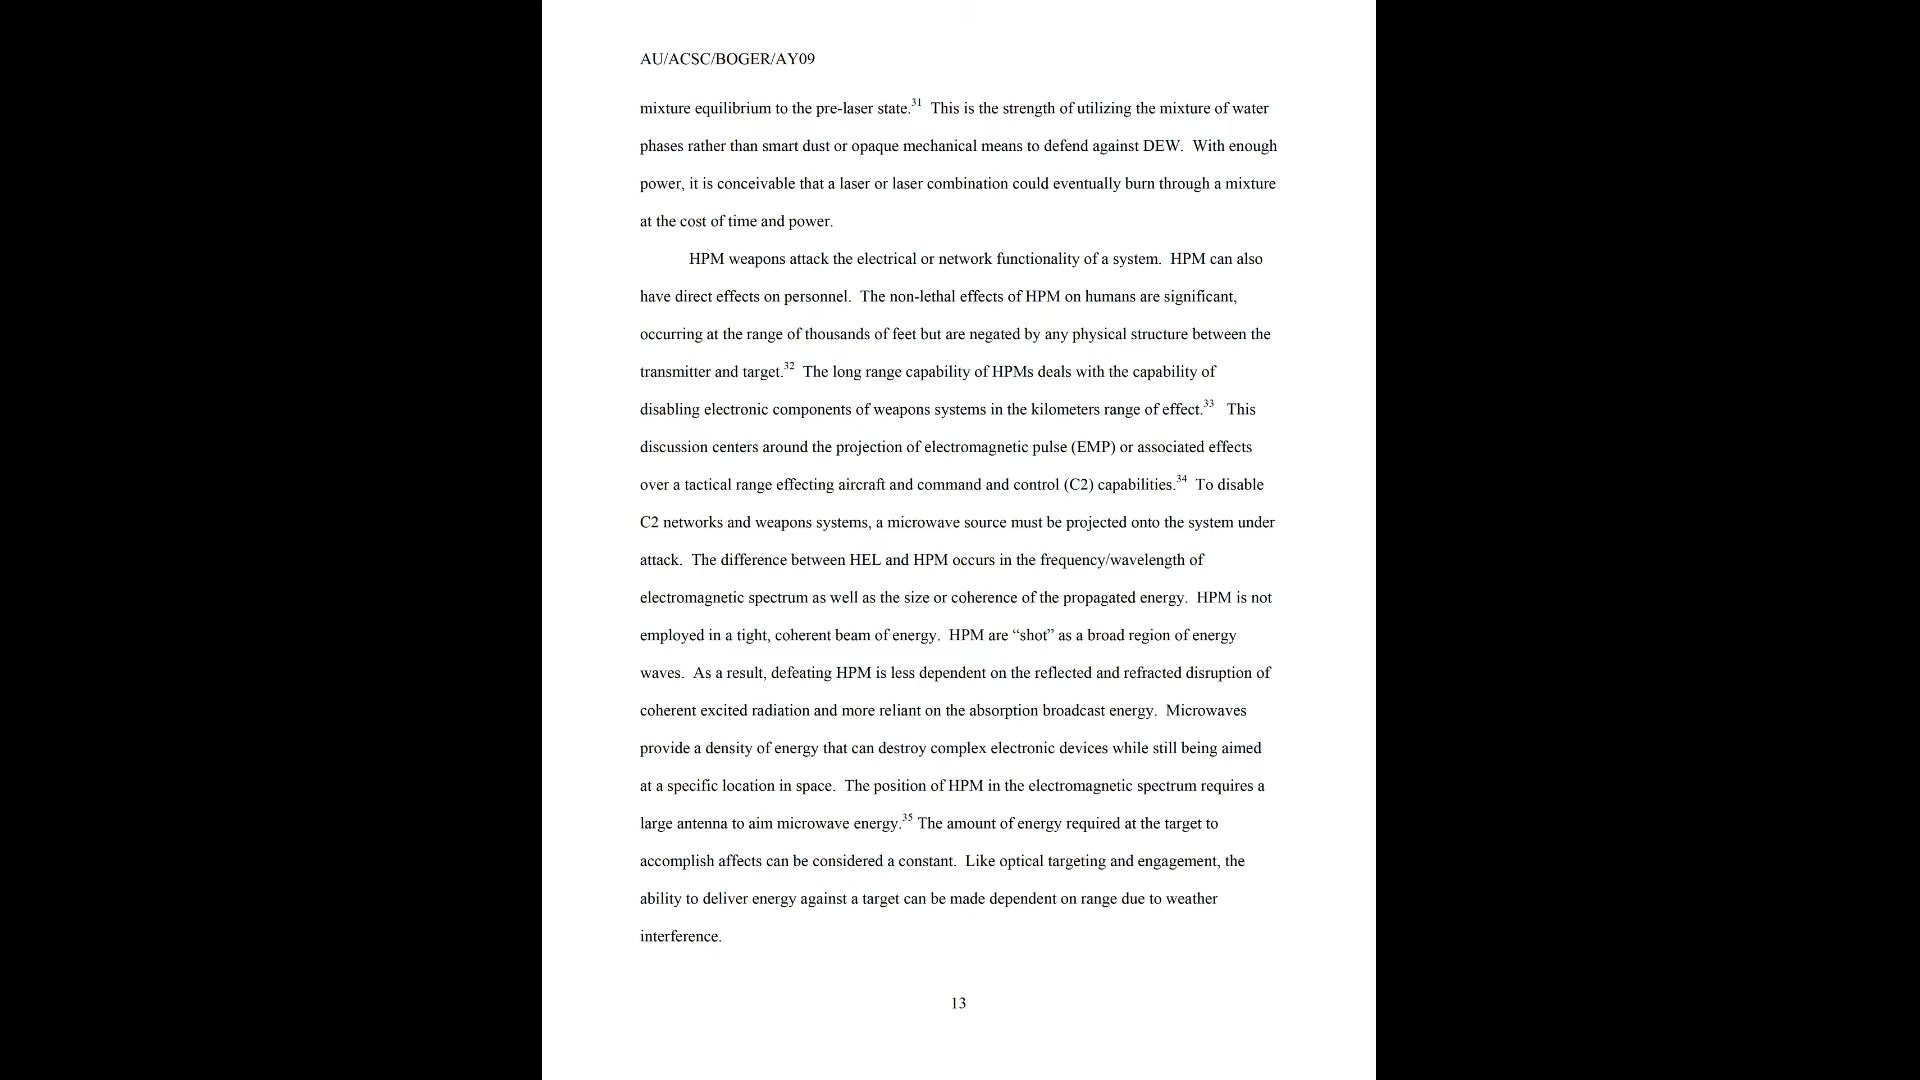 AU/ACSC/BOGER/AY09
mixture equilibrium to the pre-laser state.31  This is the strength of utilizing the mixture of water
phases rather than smart dust or opaque mechanical means to defend against DEW.  With enough
power, it is conceivable that a laser or laser combination could eventually burn through a mixture
at the cost of time and power.
HPM weapons attack the electrical or network functionality of a system.  HPM can also
have direct effects on personnel.  The non-lethal effects of HPM on humans are significant,
occurring at the range of thousands of feet but are negated by any physical structure between the
transmitter and target.32  The long range capability of HPMs deals with the capability of
disabling electronic components of weapons systems in the kilometers range of effect.33   This
discussion centers around the projection of electromagnetic pulse (EMP) or associated effects
over a tactical range effecting aircraft and command and control (C2) capabilities.34  To disable
C2 networks and weapons systems, a microwave source must be projected onto the system under
attack.  The difference between HEL and HPM occurs in the frequency/wavelength of
electromagnetic spectrum as well as the size or coherence of the propagated energy.  HPM is not
employed in a tight, coherent beam of energy.  HPM are “shot” as a broad region of energy
waves.  As a result, defeating HPM is less dependent on the reflected and refracted disruption of
coherent excited radiation and more reliant on the absorption broadcast energy.  Microwaves
provide a density of energy that can destroy complex electronic devices while still being aimed
at a specific location in space.  The position of HPM in the electromagnetic spectrum requires a
large antenna to aim microwave energy.35 The amount of energy required at the target to
accomplish affects can be considered a constant.  Like optical targeting and engagement, the
ability to deliver energy against a target can be made dependent on range due to weather
interference.
13